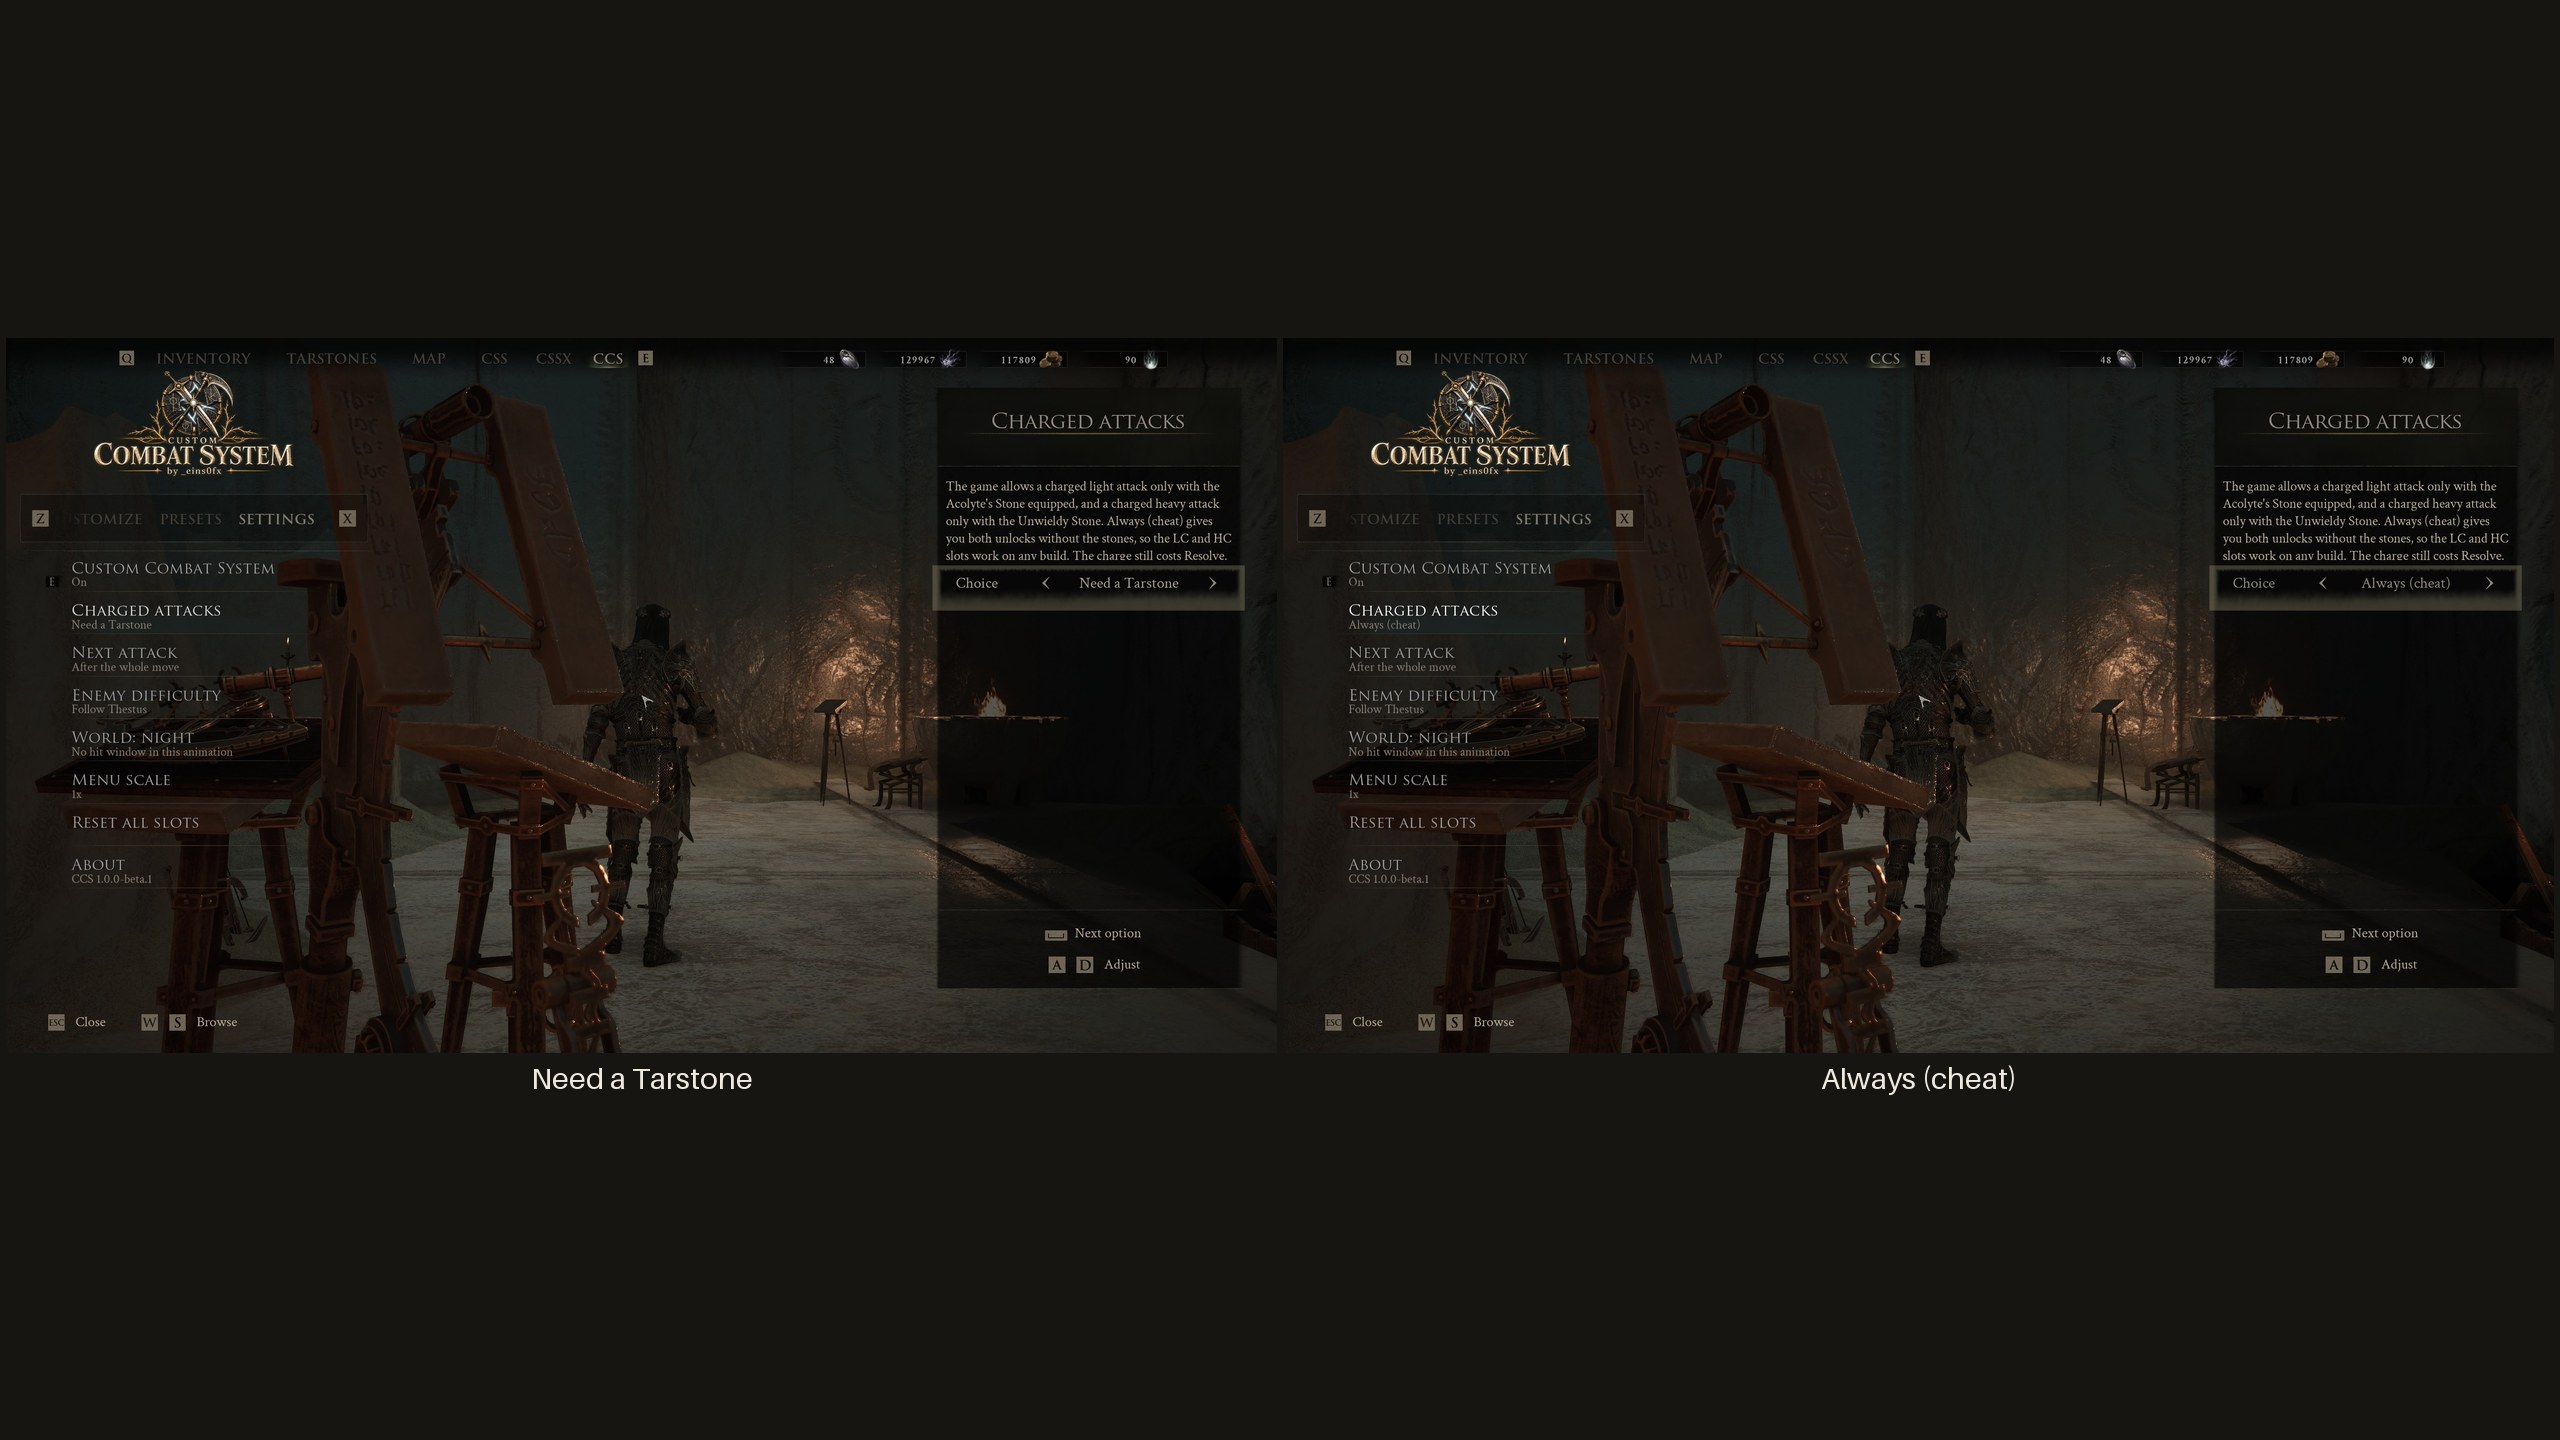 Q INVENTORY TARSTONES MAP CSS CSSX CCS E 48 129967 117809 90
CUSTOM
COMBAT SYSTEM
by _eins0fx
Z STOMIZE PRESETS SETTINGS X
CUSTOM COMBAT SYSTEM
E On
CHARGED ATTACKS
Need a Tarstone
NEXT ATTACK
After the whole move
ENEMY DIFFICULTY
Follow Thestus
WORLD: NIGHT
No hit window in this animation
MENU SCALE
1x
RESET ALL SLOTS
ABOUT
CCS 1.0.0-beta.1
ESC Close W S Browse
CHARGED ATTACKS
The game allows a charged light attack only with the
Acolyte's Stone equipped, and a charged heavy attack
only with the Unwieldy Stone. Always (cheat) gives
you both unlocks without the stones, so the LC and HC
slots work on any build. The charge still costs Resolve.
Choice < Need a Tarstone >
Next option
A D Adjust
Need a Tarstone
Q INVENTORY TARSTONES MAP CSS CSSX CCS E 48 129967 117809 90
CUSTOM
COMBAT SYSTEM
by _eins0fx
Z STOMIZE PRESETS SETTINGS X
CUSTOM COMBAT SYSTEM
E On
CHARGED ATTACKS
Always (cheat)
NEXT ATTACK
After the whole move
ENEMY DIFFICULTY
Follow Thestus
WORLD: NIGHT
No hit window in this animation
MENU SCALE
1x
RESET ALL SLOTS
ABOUT
CCS 1.0.0-beta.1
ESC Close W S Browse
CHARGED ATTACKS
The game allows a charged light attack only with the
Acolyte's Stone equipped, and a charged heavy attack
only with the Unwieldy Stone. Always (cheat) gives
you both unlocks without the stones, so the LC and HC
slots work on any build. The charge still costs Resolve.
Choice < Always (cheat) >
Next option
A D Adjust
Always (cheat)